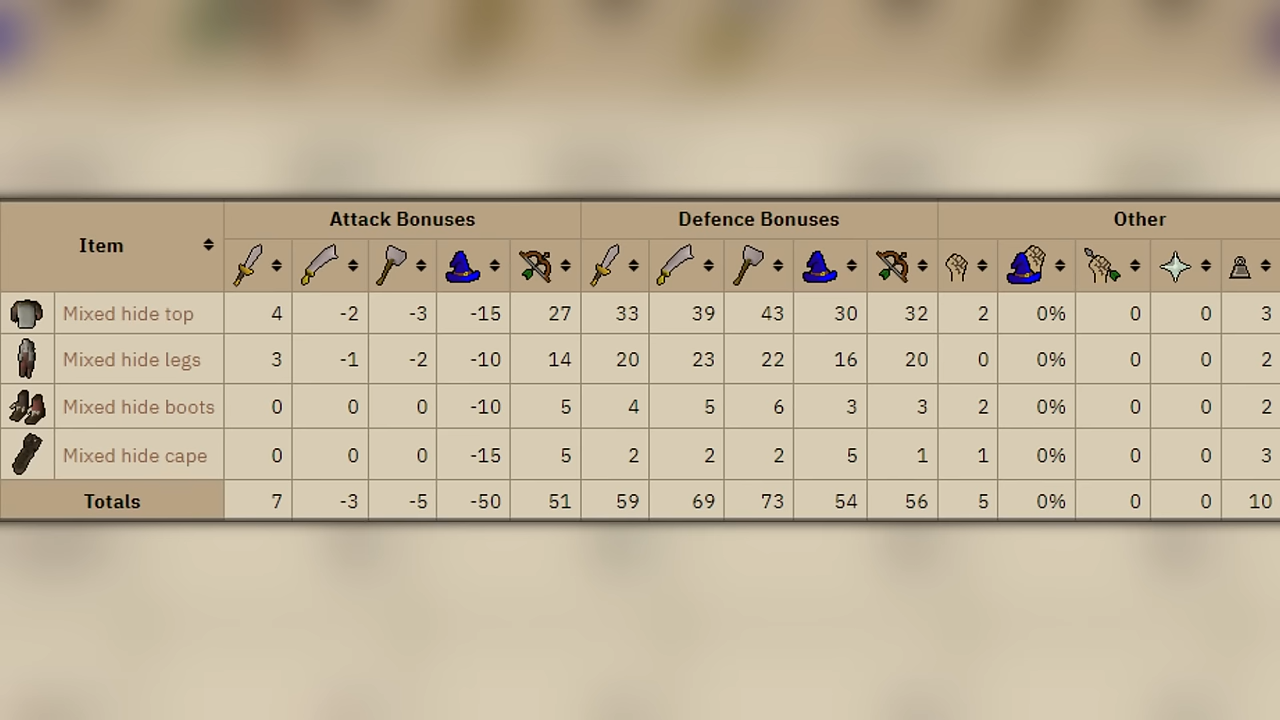 Item Attack Bonuses Defence Bonuses Other
Mixed hide top 4 -2 -3 -15 27 33 39 43 30 32 2 0% 0 0 3
Mixed hide legs 3 -1 -2 -10 14 20 23 22 16 20 0 0% 0 0 2
Mixed hide boots 0 0 0 -10 5 4 5 6 3 3 2 0% 0 0 2
Mixed hide cape 0 0 0 -15 5 2 2 2 5 1 1 0% 0 0 3
Totals 7 -3 -5 -50 51 59 69 73 54 56 5 0% 0 0 10